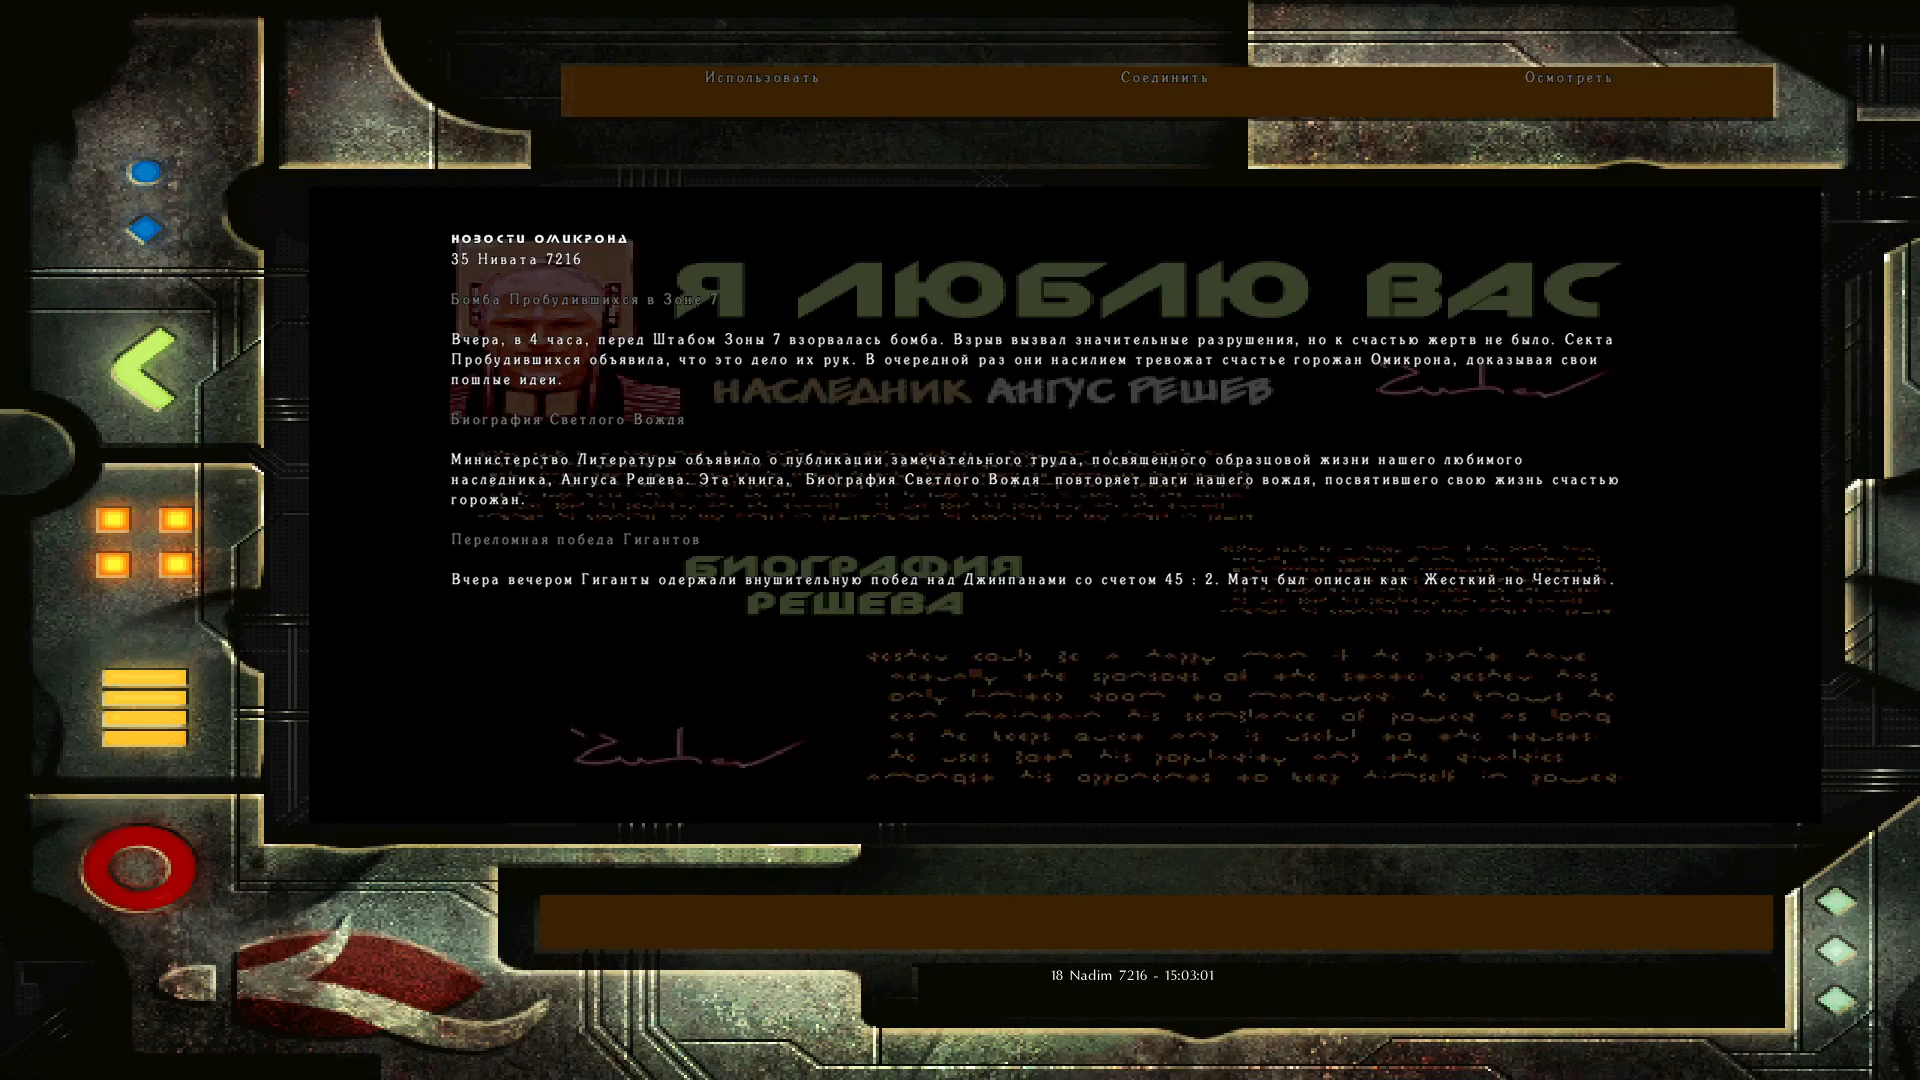 Использовать Соединить Осмотреть
НОВОСТИ ОМИКРОНА
35 Нивата 7216
Я ЛЮБЛЮ ВАС
Бомба Пробудившихся в Зоне 7
Вчера, в 4 часа, перед Штабом Зоны 7 взорвалась бомба. Взрыв вызвал значительные разрушения, но к счастью жертв не было. Секта
Пробудившихся объявила, что это дело их рук. В очередной раз они насилием тревожат счастье горожан Омикрона, доказывая свои
пошлые идеи.
НАСЛЕДНИК АНГУС РЕШЕВ
Биография Светлого Вождя
Министерство Литературы объявило о публикации замечательного труда, посвященного образцовой жизни нашего любимого
наследника, Ангуса Решева. Эта книга, Биография Светлого Вождя повторяет шаги нашего вождя, посвятившего свою жизнь счастью
горожан.
Переломная победа Гигантов
БИОГРАФИЯ
РЕШЕВА
Вчера вечером Гиганты одержали внушительную побед над Джинпанами со счетом 45 : 2. Матч был описан как Жесткий но Честный .
18 Nadim 7216 - 15:03:01